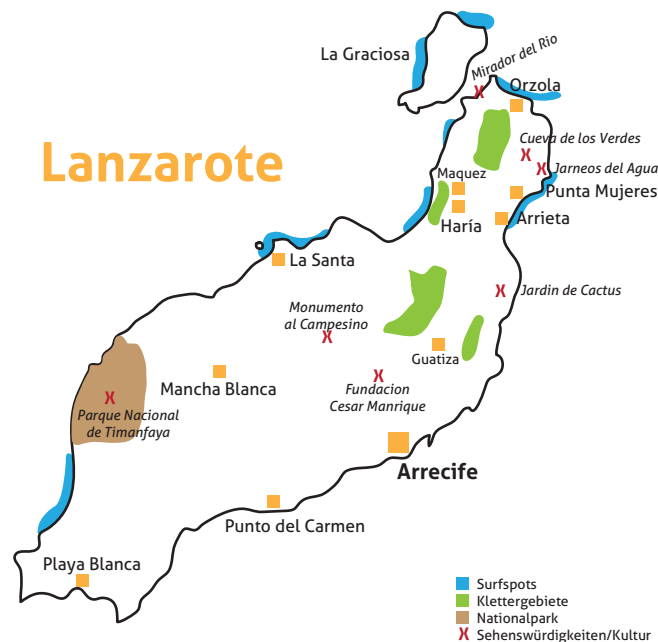 La Graciosa
Mirador del Rio
Orzola
Lanzarote
Cueva de los Verdes
Jarneos del Agua
Maquez
Punta Mujeres
Haría
Arrieta
La Santa
Jardin de Cactus
Monumento
al Campesino
Guatiza
Mancha Blanca
Fundacion
Cesar Manrique
Parque Nacional
de Timanfaya
Arrecife
Punto del Carmen
Playa Blanca
Surfspots
Klettergebiete
Nationalpark
Sehenswürdigkeiten/Kultur